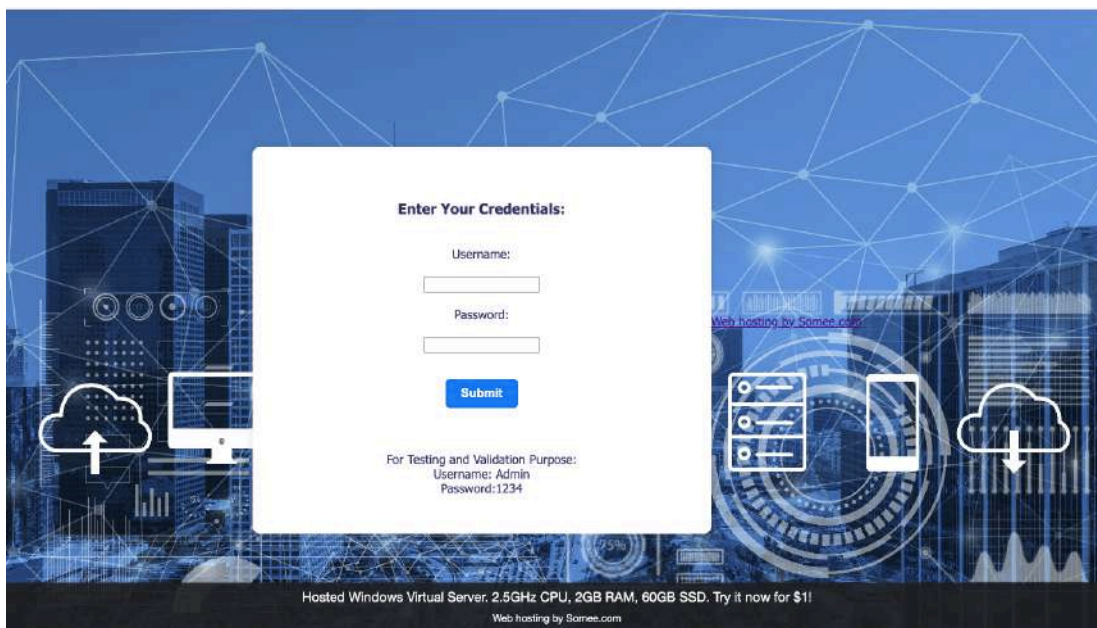 Enter Your Credentials:
Username:
Password:
Web hosting by Somee.com
Submit
75%
For Testing and Validation Purpose:
Username: Admin
Password:1234
Hosted Windows Virtual Server. 2.5GHz CPU, 2GB RAM, 60GB SSD. Try it now for $1!
Web hosting by Somee.com